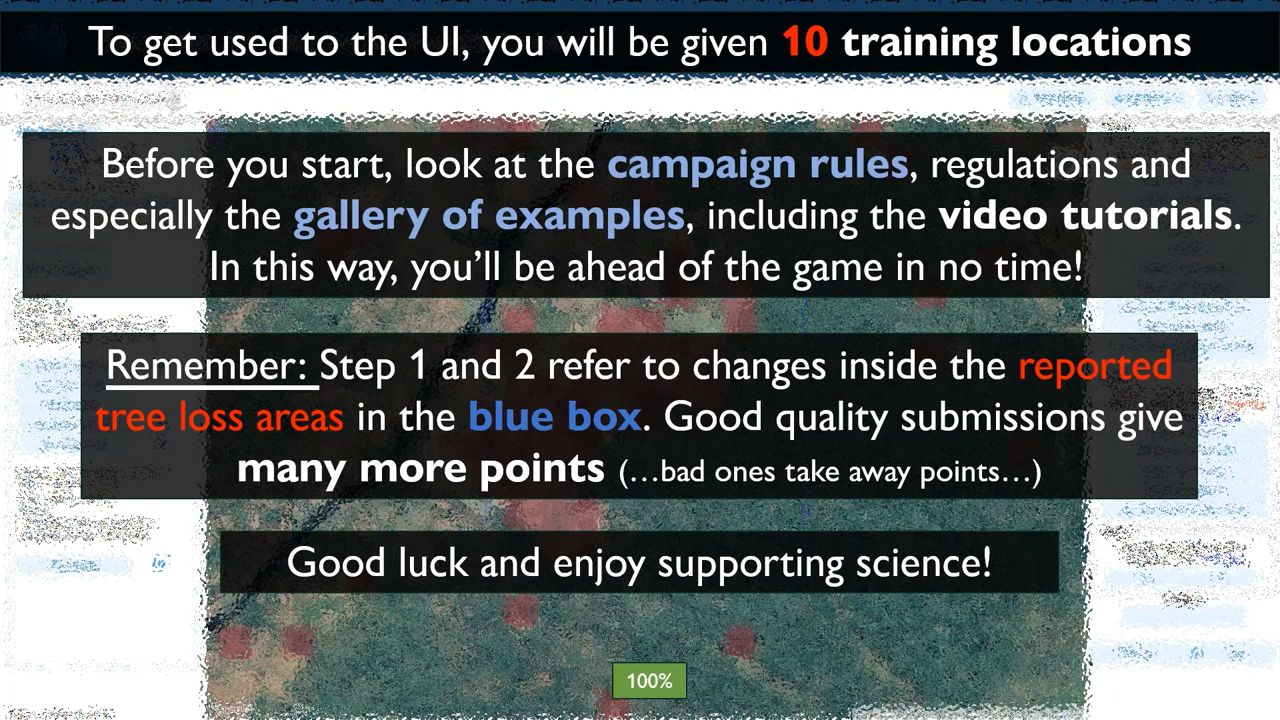 To get used to the UI, you will be given 10 training locations
Before you start, look at the campaign rules, regulations and
especially the gallery of examples, including the video tutorials.
In this way, you’ll be ahead of the game in no time!
Remember: Step 1 and 2 refer to changes inside the reported
tree loss areas in the blue box. Good quality submissions give
many more points (…bad ones take away points…)
Good luck and enjoy supporting science!
100%